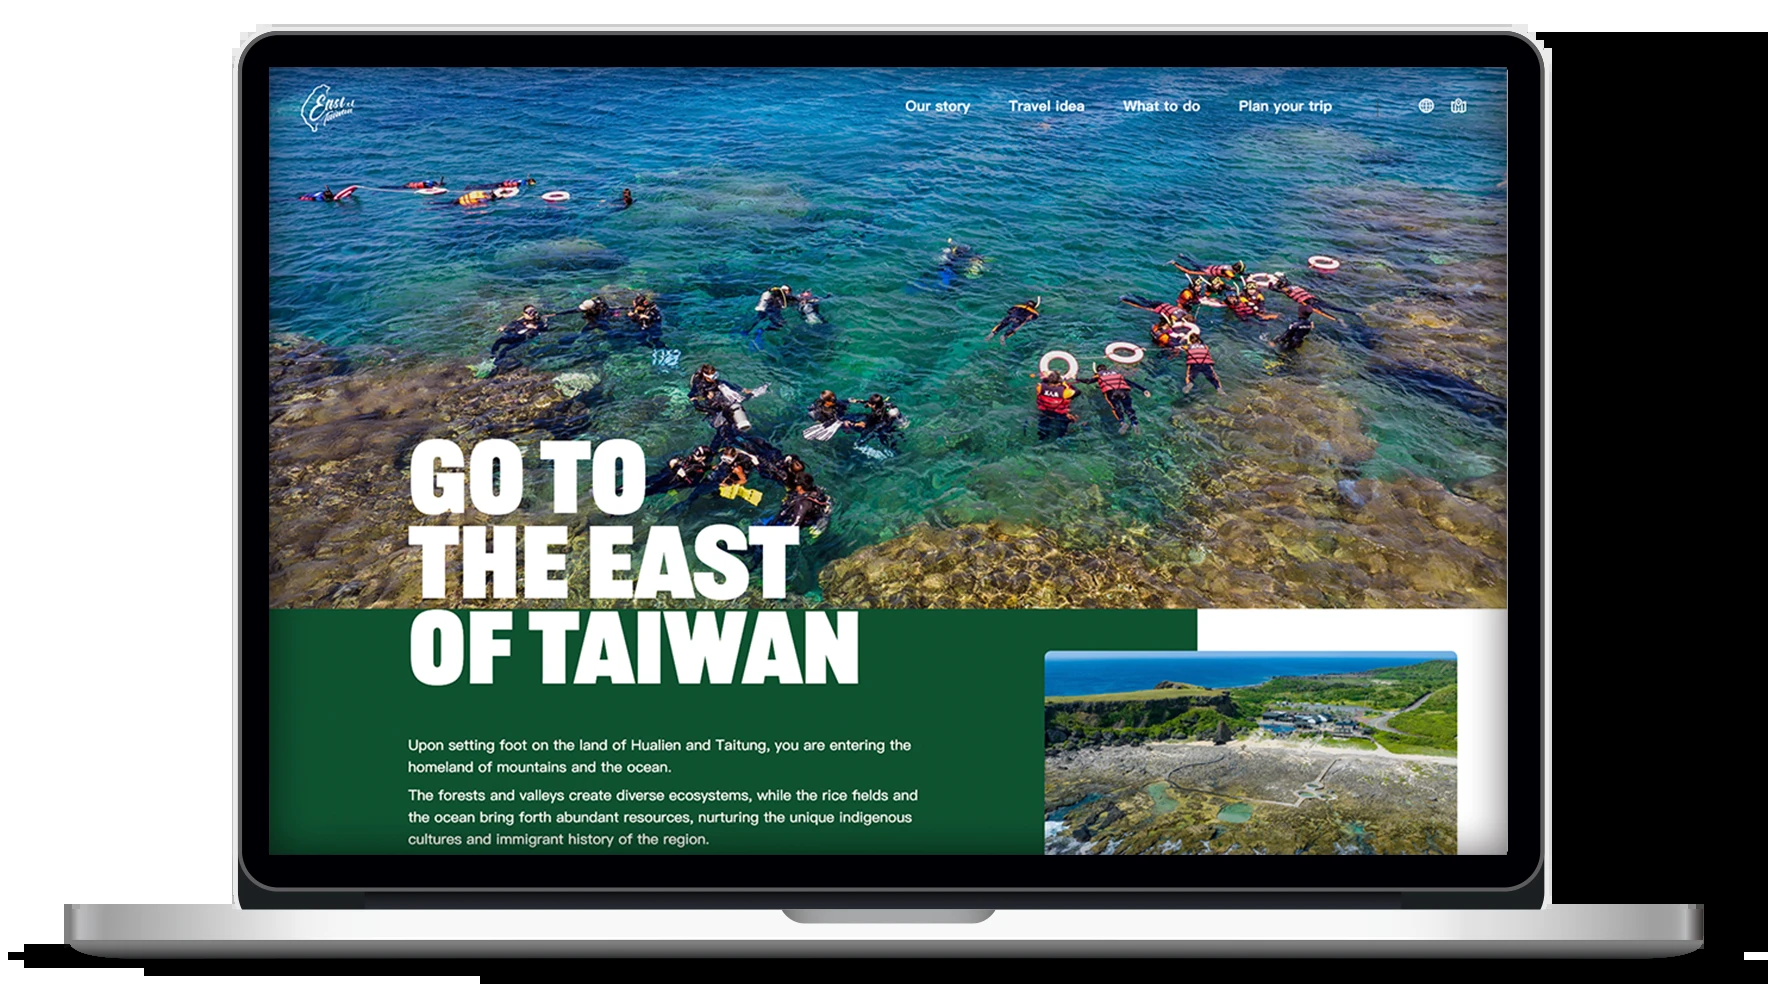 East
Taiwan
Our story
Travel idea
What to do
Plan your trip
GO TO
THE EAST
OF TAIWAN
Upon setting foot on the land of Hualien and Taitung, you are entering the
homeland of mountains and the ocean.
The forests and valleys create diverse ecosystems, while the rice fields and
the ocean bring forth abundant resources, nurturing the unique indigenous
cultures and immigrant history of the region.